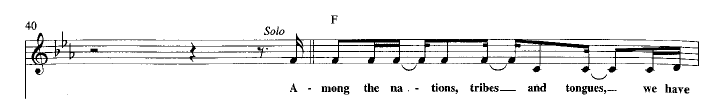 40
Solo
F
A - mong the na - tions, tribes and tongues, we have